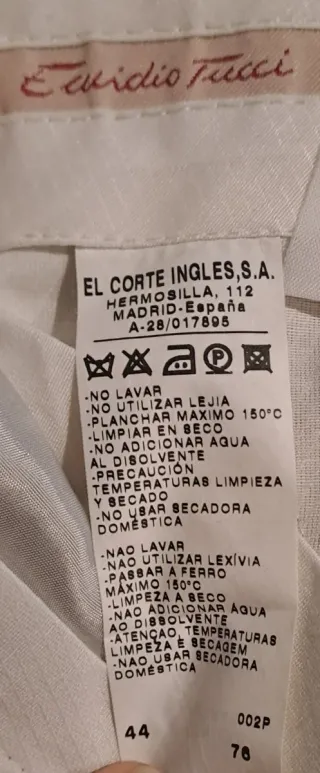 Emidio Tucci
EL CORTE INGLES,S.A.
HERMOSILLA, 112
MADRID-España
A-28/017895
P
-NO LAVAR
-NO UTILIZAR LEJIA
-PLANCHAR MAXIMO 150°C
-LIMPIAR EN SECO
-NO ADICIONAR AGUA
AL DISOLVENTE
-PRECAUCIÓN
TEMPERATURAS LIMPIEZA
Y SECADO
-NO USAR SECADORA
DOMÉSTICA
-NAO LAVAR
-NAO UTILIZAR LEXÍVIA
-PASSAR A FERRO
MÁXIMO 150°C
-LIMPEZA A SECO
-NAO ADICIONAR ÁGUA
AO DISSOLVENTE
-ATENÇAO, TEMPERATURAS
LIMPEZA E SECAGEM
-NAO USAR SECADORA
DOMÉSTICA
002P
44
76